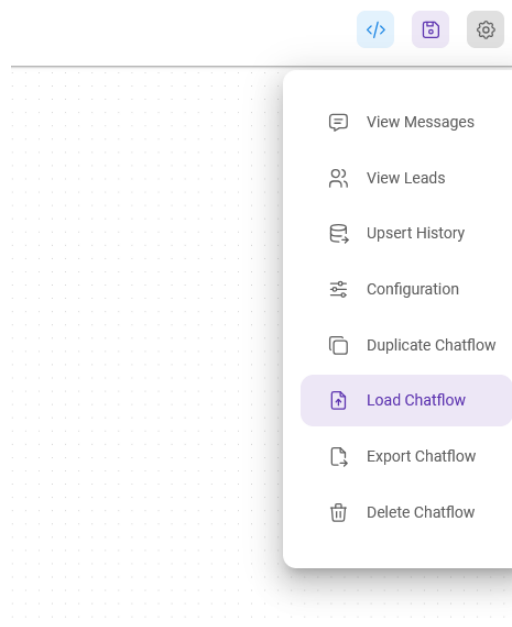 View Messages
View Leads
Upsert History
Configuration
Duplicate Chatflow
Load Chatflow
Export Chatflow
Delete Chatflow